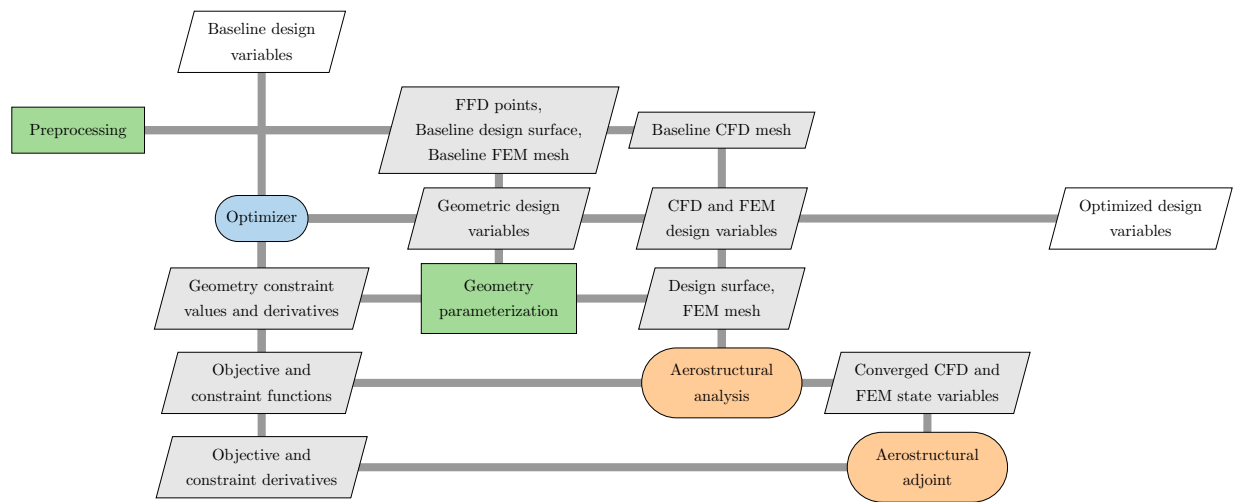 Baseline design
variables
FFD points,
Baseline design surface,
Baseline FEM mesh
Preprocessing
Baseline CFD mesh
Optimizer
Geometric design
variables
CFD and FEM
design variables
Optimized design
variables
Geometry constraint
values and derivatives
Geometry
parameterization
Design surface,
FEM mesh
Objective and
constraint functions
Aerostructural
analysis
Converged CFD and
FEM state variables
Objective and
constraint derivatives
Aerostructural
adjoint